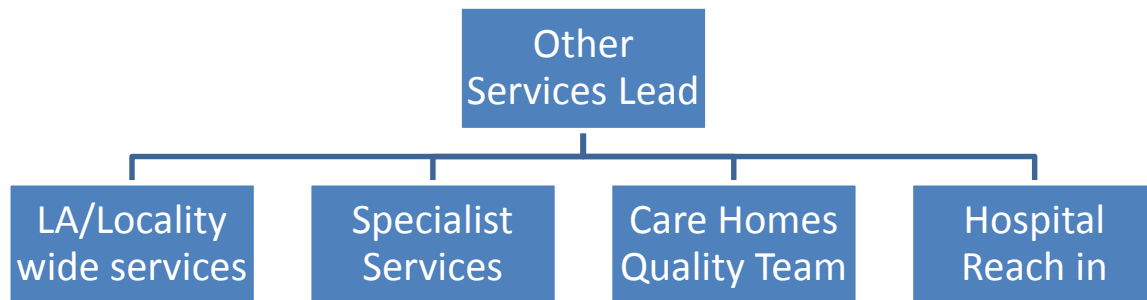 Other
Services Lead
LA/Locality
wide services
Specialist
Services
Care Homes
Quality Team
Hospital
Reach in